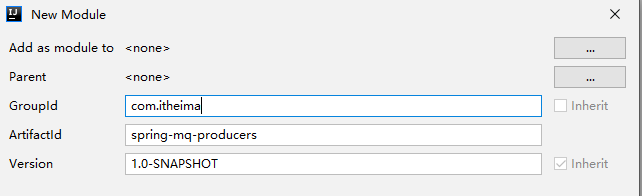 New Module
Add as module to <none> ...
Parent <none> ...
GroupId com.itheima Inherit
ArtifactId spring-mq-producers
Version 1.0-SNAPSHOT Inherit